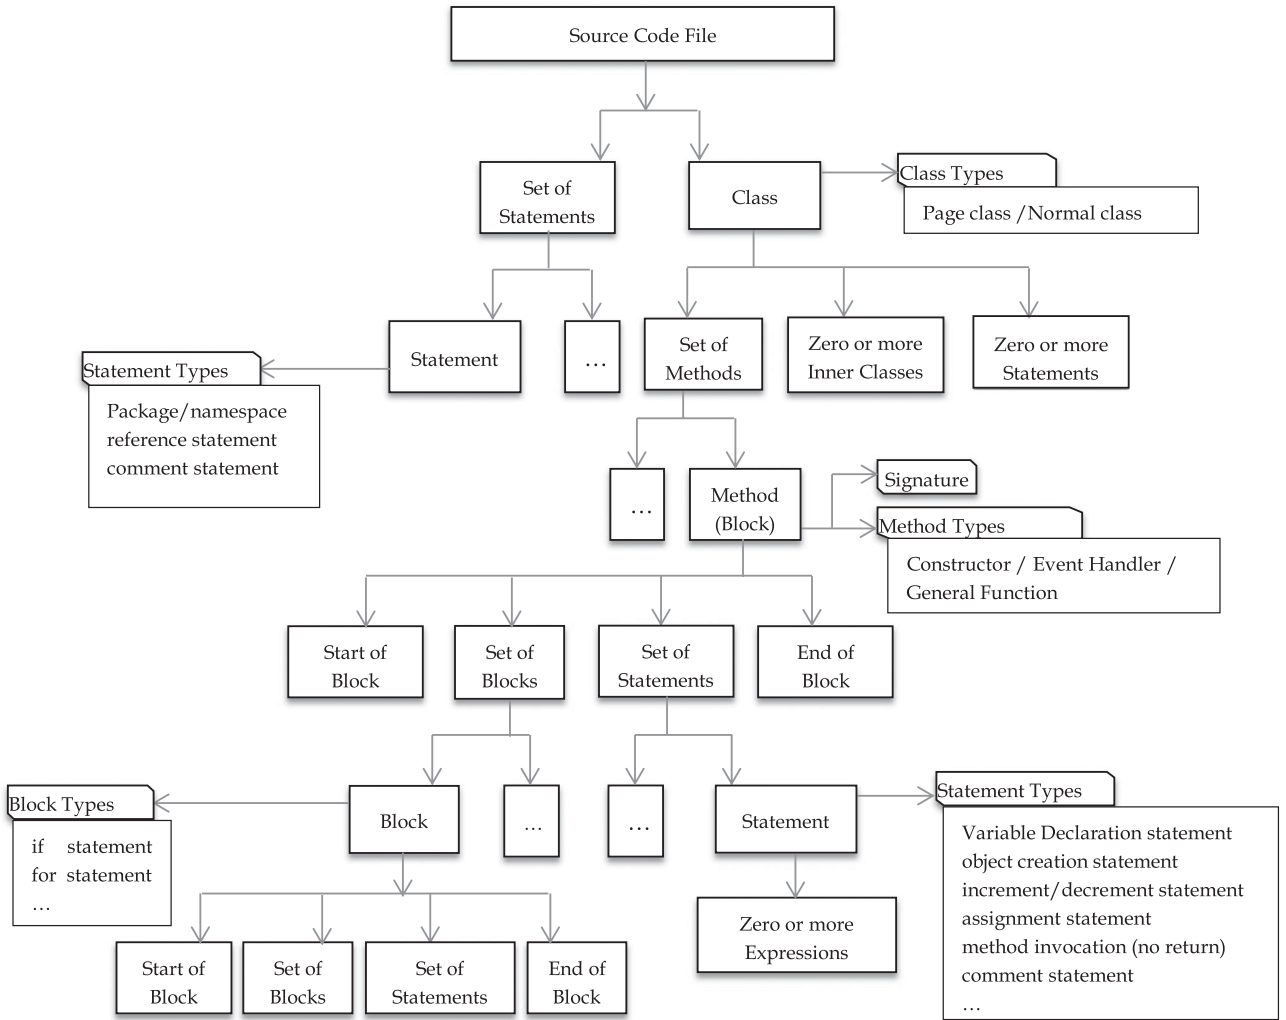 Source Code File
Set of
Statements
Class
Class Types
Page class /Normal class
Statement
...
Set of
Methods
Zero or more
Inner Classes
Zero or more
Statements
Statement Types
Package/namespace
reference statement
comment statement
...
Method
(Block)
Signature
Method Types
Constructor / Event Handler /
General Function
Start of
Block
Set of
Blocks
Set of
Statements
End of
Block
Block Types
if statement
for statement
...
Block
...
...
Statement
Statement Types
Variable Declaration statement
object creation statement
increment/decrement statement
assignment statement
method invocation (no return)
comment statement
...
Zero or more
Expressions
Start of
Block
Set of
Blocks
Set of
Statements
End of
Block